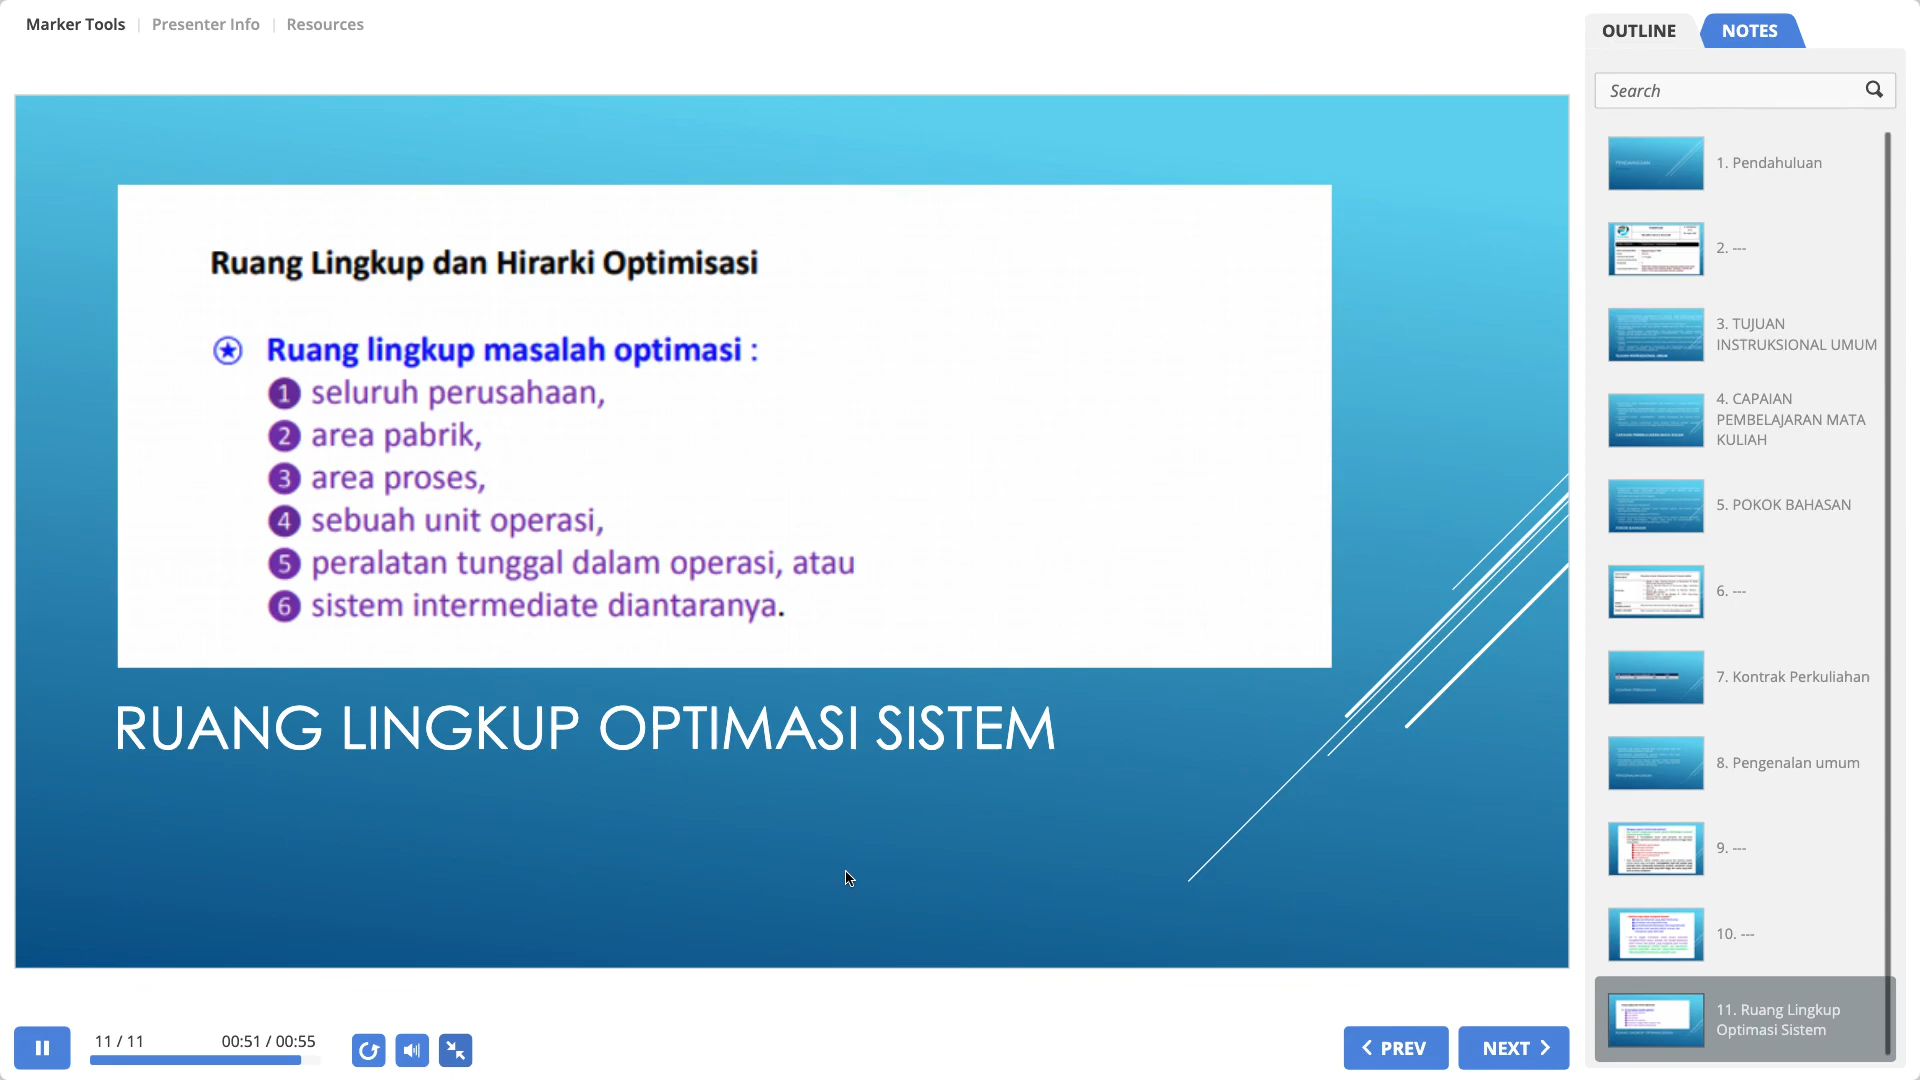 Marker Tools | Presenter Info | Resources
OUTLINE
NOTES
Search
Ruang Lingkup dan Hirarki Optimisasi
Ruang lingkup masalah optimasi :
1 seluruh perusahaan,
2 area pabrik,
3 area proses,
4 sebuah unit operasi,
5 peralatan tunggal dalam operasi, atau
6 sistem intermediate diantaranya.
RUANG LINGKUP OPTIMASI SISTEM
1. Pendahuluan
2. ---
3. TUJUAN
INSTRUKSIONAL UMUM
4. CAPAIAN
PEMBELAJARAN MATA
KULIAH
5. POKOK BAHASAN
6. ---
7. Kontrak Perkuliahan
8. Pengenalan umum
9. ---
10. ---
11. Ruang Lingkup
Optimasi Sistem
11 / 11
00:51 / 00:55
PREV
NEXT